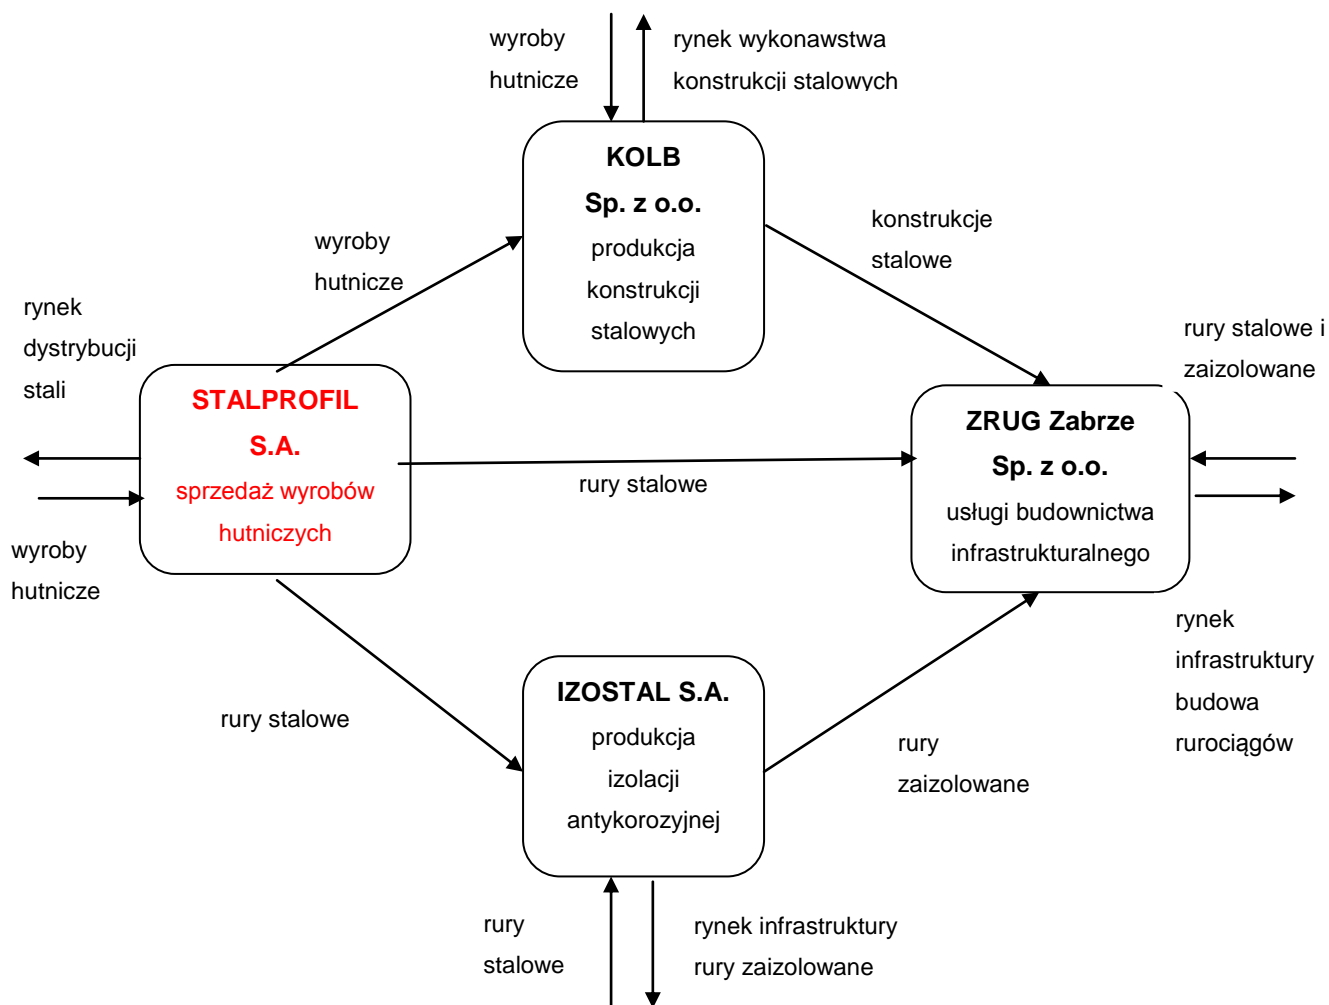 wyroby
hutnicze
rynek wykonawstwa
konstrukcji stalowych
KOLB
Sp. z o.o.
produkcja
konstrukcji
stalowych
wyroby
hutnicze
konstrukcje
stalowe
rynek
dystrybucji
stali
rury stalowe i
zaizolowane
STALPROFIL
S.A.
sprzedaż wyrobów
hutniczych
rury stalowe
ZRUG Zabrze
Sp. z o.o.
usługi budownictwa
infrastrukturalnego
wyroby
hutnicze
rynek
infrastruktury
budowa
rurociągów
rury stalowe
IZOSTAL S.A.
produkcja
izolacji
antykorozyjnej
rury
zaizolowane
rury
stalowe
rynek infrastruktury
rury zaizolowane